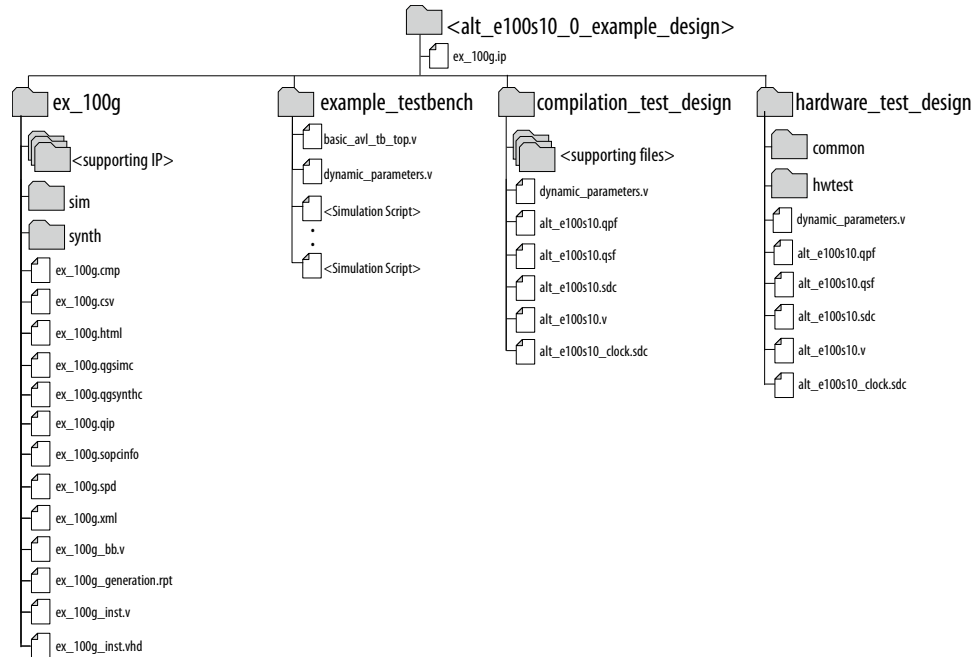 <alt_e100s10_0_example_design>
ex_100g.ip
ex_100g
<supporting IP>
sim
synth
ex_100g.cmp
ex_100g.csv
ex_100g.html
ex_100g.qgsimc
ex_100g.qgsynthc
ex_100g.qip
ex_100g.sopcinfo
ex_100g.spd
ex_100g.xml
ex_100g_bb.v
ex_100g_generation.rpt
ex_100g_inst.v
ex_100g_inst.vhd
example_testbench
basic_avl_tb_top.v
dynamic_parameters.v
<Simulation Script>
<Simulation Script>
compilation_test_design
<supporting files>
dynamic_parameters.v
alt_e100s10.qpf
alt_e100s10.qsf
alt_e100s10.sdc
alt_e100s10.v
alt_e100s10_clock.sdc
hardware_test_design
common
hwtest
dynamic_parameters.v
alt_e100s10.qpf
alt_e100s10.qsf
alt_e100s10.sdc
alt_e100s10.v
alt_e100s10_clock.sdc